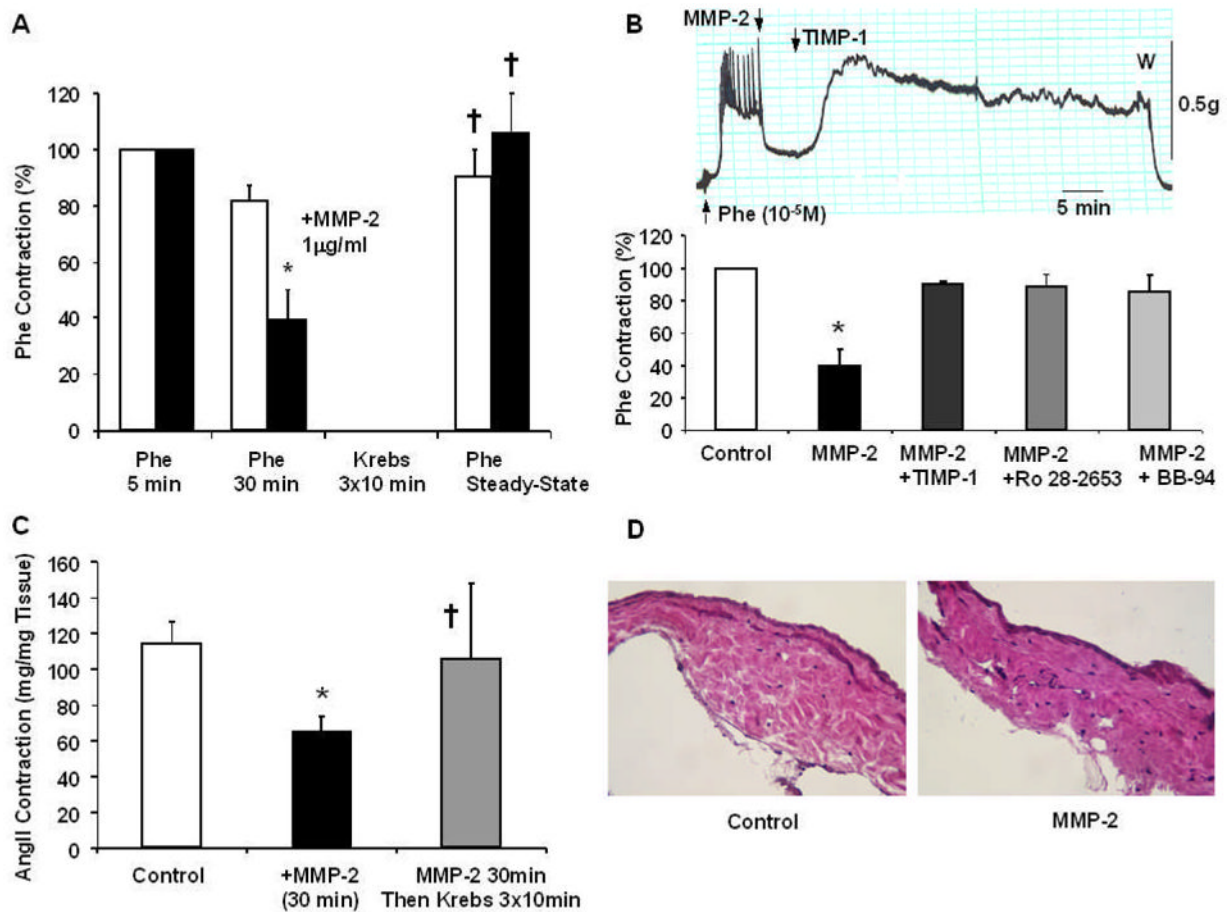 A
Phe Contraction (%)
120
100
80
60
40
20
0
+MMP-2
1µg/ml
*
†
†
Phe
5 min
Phe
30 min
Krebs
3x10 min
Phe
Steady-State
B
MMP-2
TIMP-1
W
0.5g
5 min
Phe (10-5M)
Phe Contraction (%)
120
100
80
60
40
20
0
*
Control
MMP-2
MMP-2
+TIMP-1
MMP-2
+Ro 28-2653
MMP-2
+ BB-94
C
AngII Contraction (mg/mg Tissue)
160
140
120
100
80
60
40
20
0
*
†
Control
+MMP-2
(30 min)
MMP-2 30min
Then Krebs 3x10min
D
Control
MMP-2